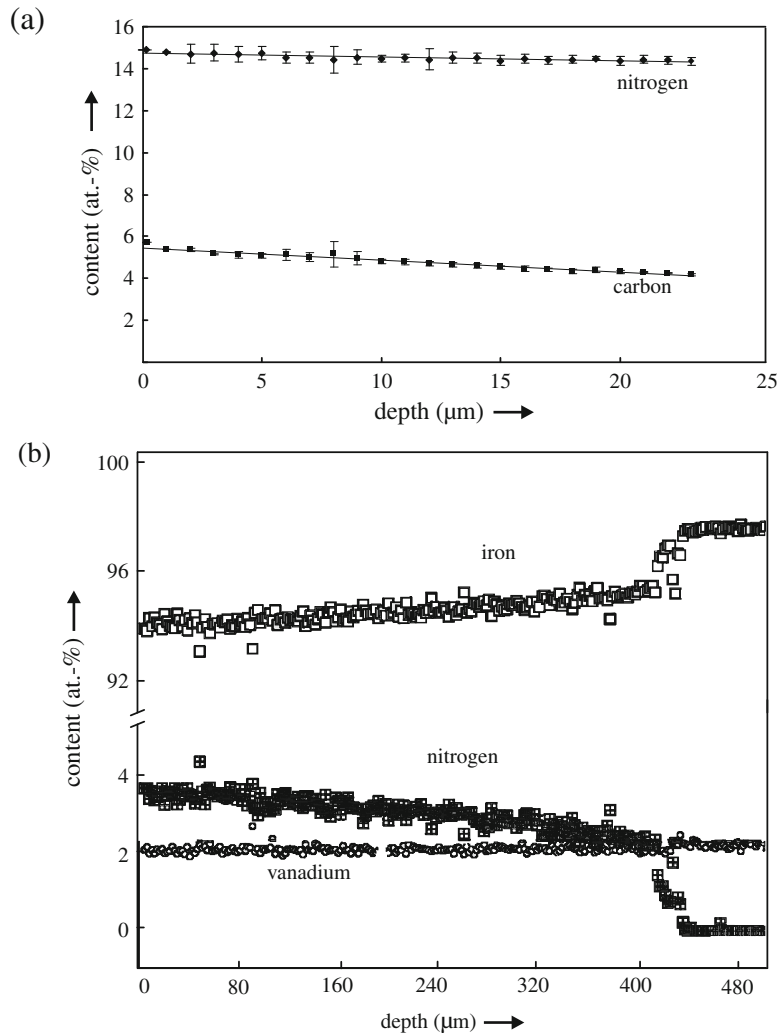 (a)
16
14
12
10
8
6
4
2
content (at.-%)
nitrogen
carbon
0 5 10 15 20 25
depth (μm)
(b)
100
96
92
4
2
0
content (at.-%)
iron
nitrogen
vanadium
0 80 160 240 320 400 480
depth (μm)